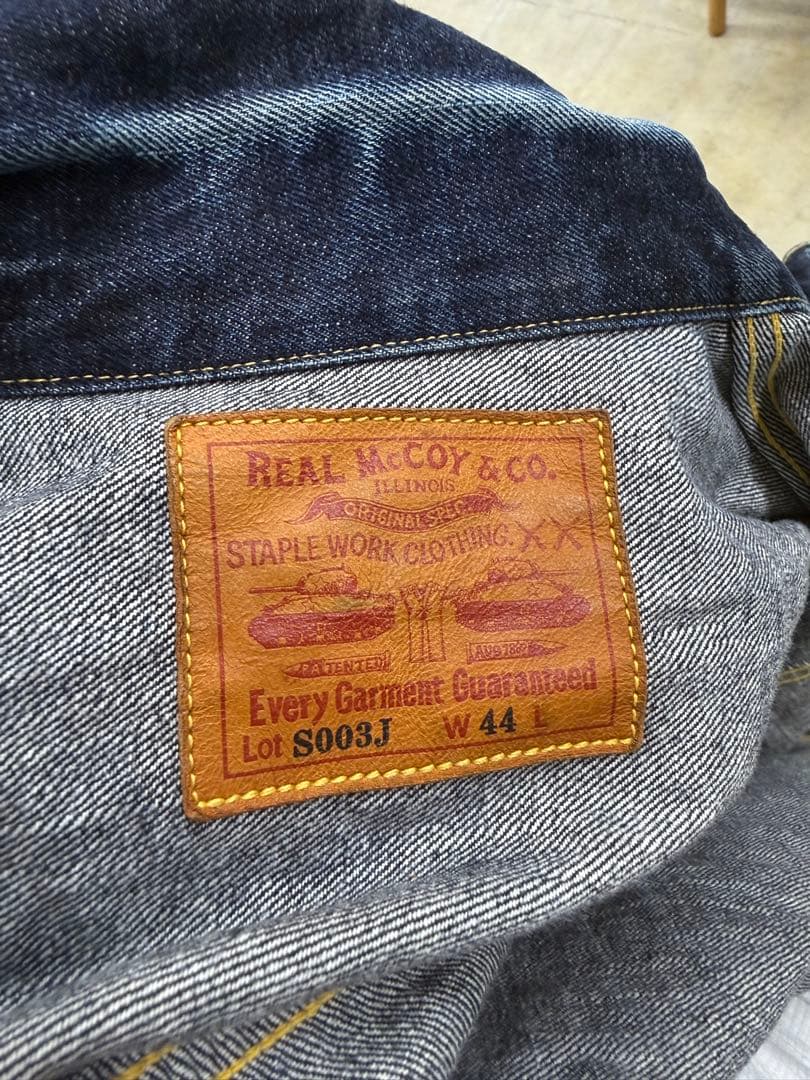 REAL McCOY & CO.
ILLINOIS
ORIGINAL SPEC.
STAPLE WORK CLOTHING. XX
PATENTED
Every Garment Guaranteed
Lot S003J W 44 L